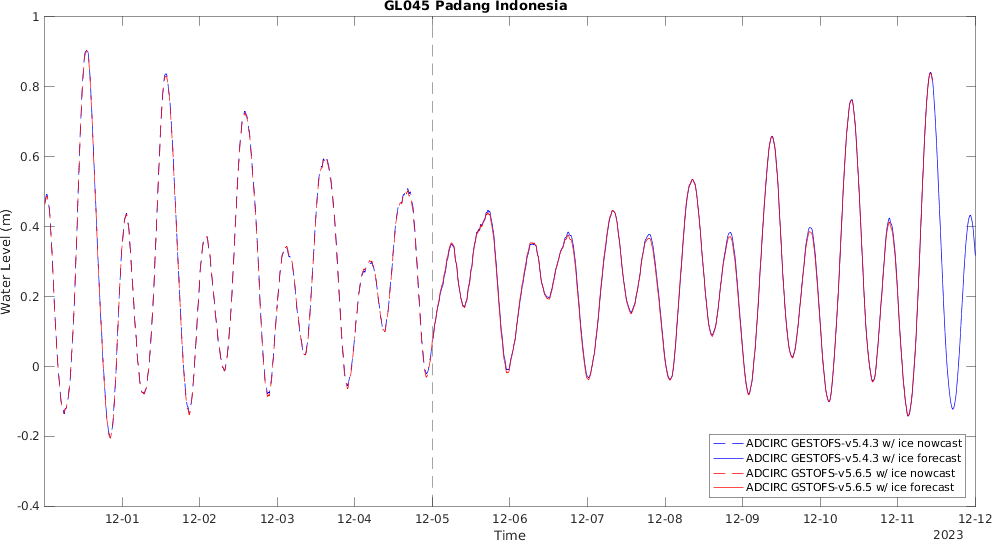 GL045 Padang Indonesia
1
0.8
0.6
0.4
0.2
0
-0.2
-0.4
Water Level (m)
ADCIRC GESTOFS-v5.4.3 w/ ice nowcast
ADCIRC GESTOFS-v5.4.3 w/ ice forecast
ADCIRC GSTOFS-v5.6.5 w/ ice nowcast
ADCIRC GSTOFS-v5.6.5 w/ ice forecast
12-01 12-02 12-03 12-04 12-05 12-06 12-07 12-08 12-09 12-10 12-11 12-12
Time
2023